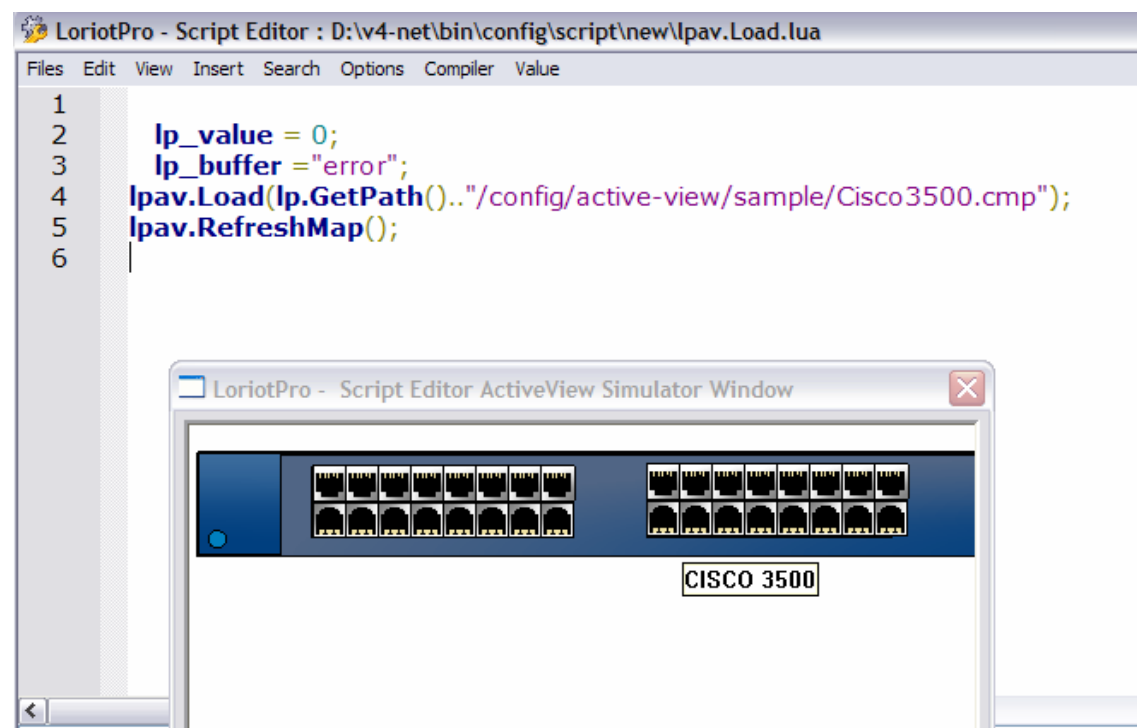 LoriotPro - Script Editor : D:\v4-net\bin\config\script\new\lpav.Load.lua
Files Edit View Insert Search Options Compiler Value
1
2 lp_value = 0;
3 lp_buffer ="error";
4 lpav.Load(lp.GetPath().."/config/active-view/sample/Cisco3500.cmp");
5 lpav.RefreshMap();
6
LoriotPro - Script Editor ActiveView Simulator Window
CISCO 3500